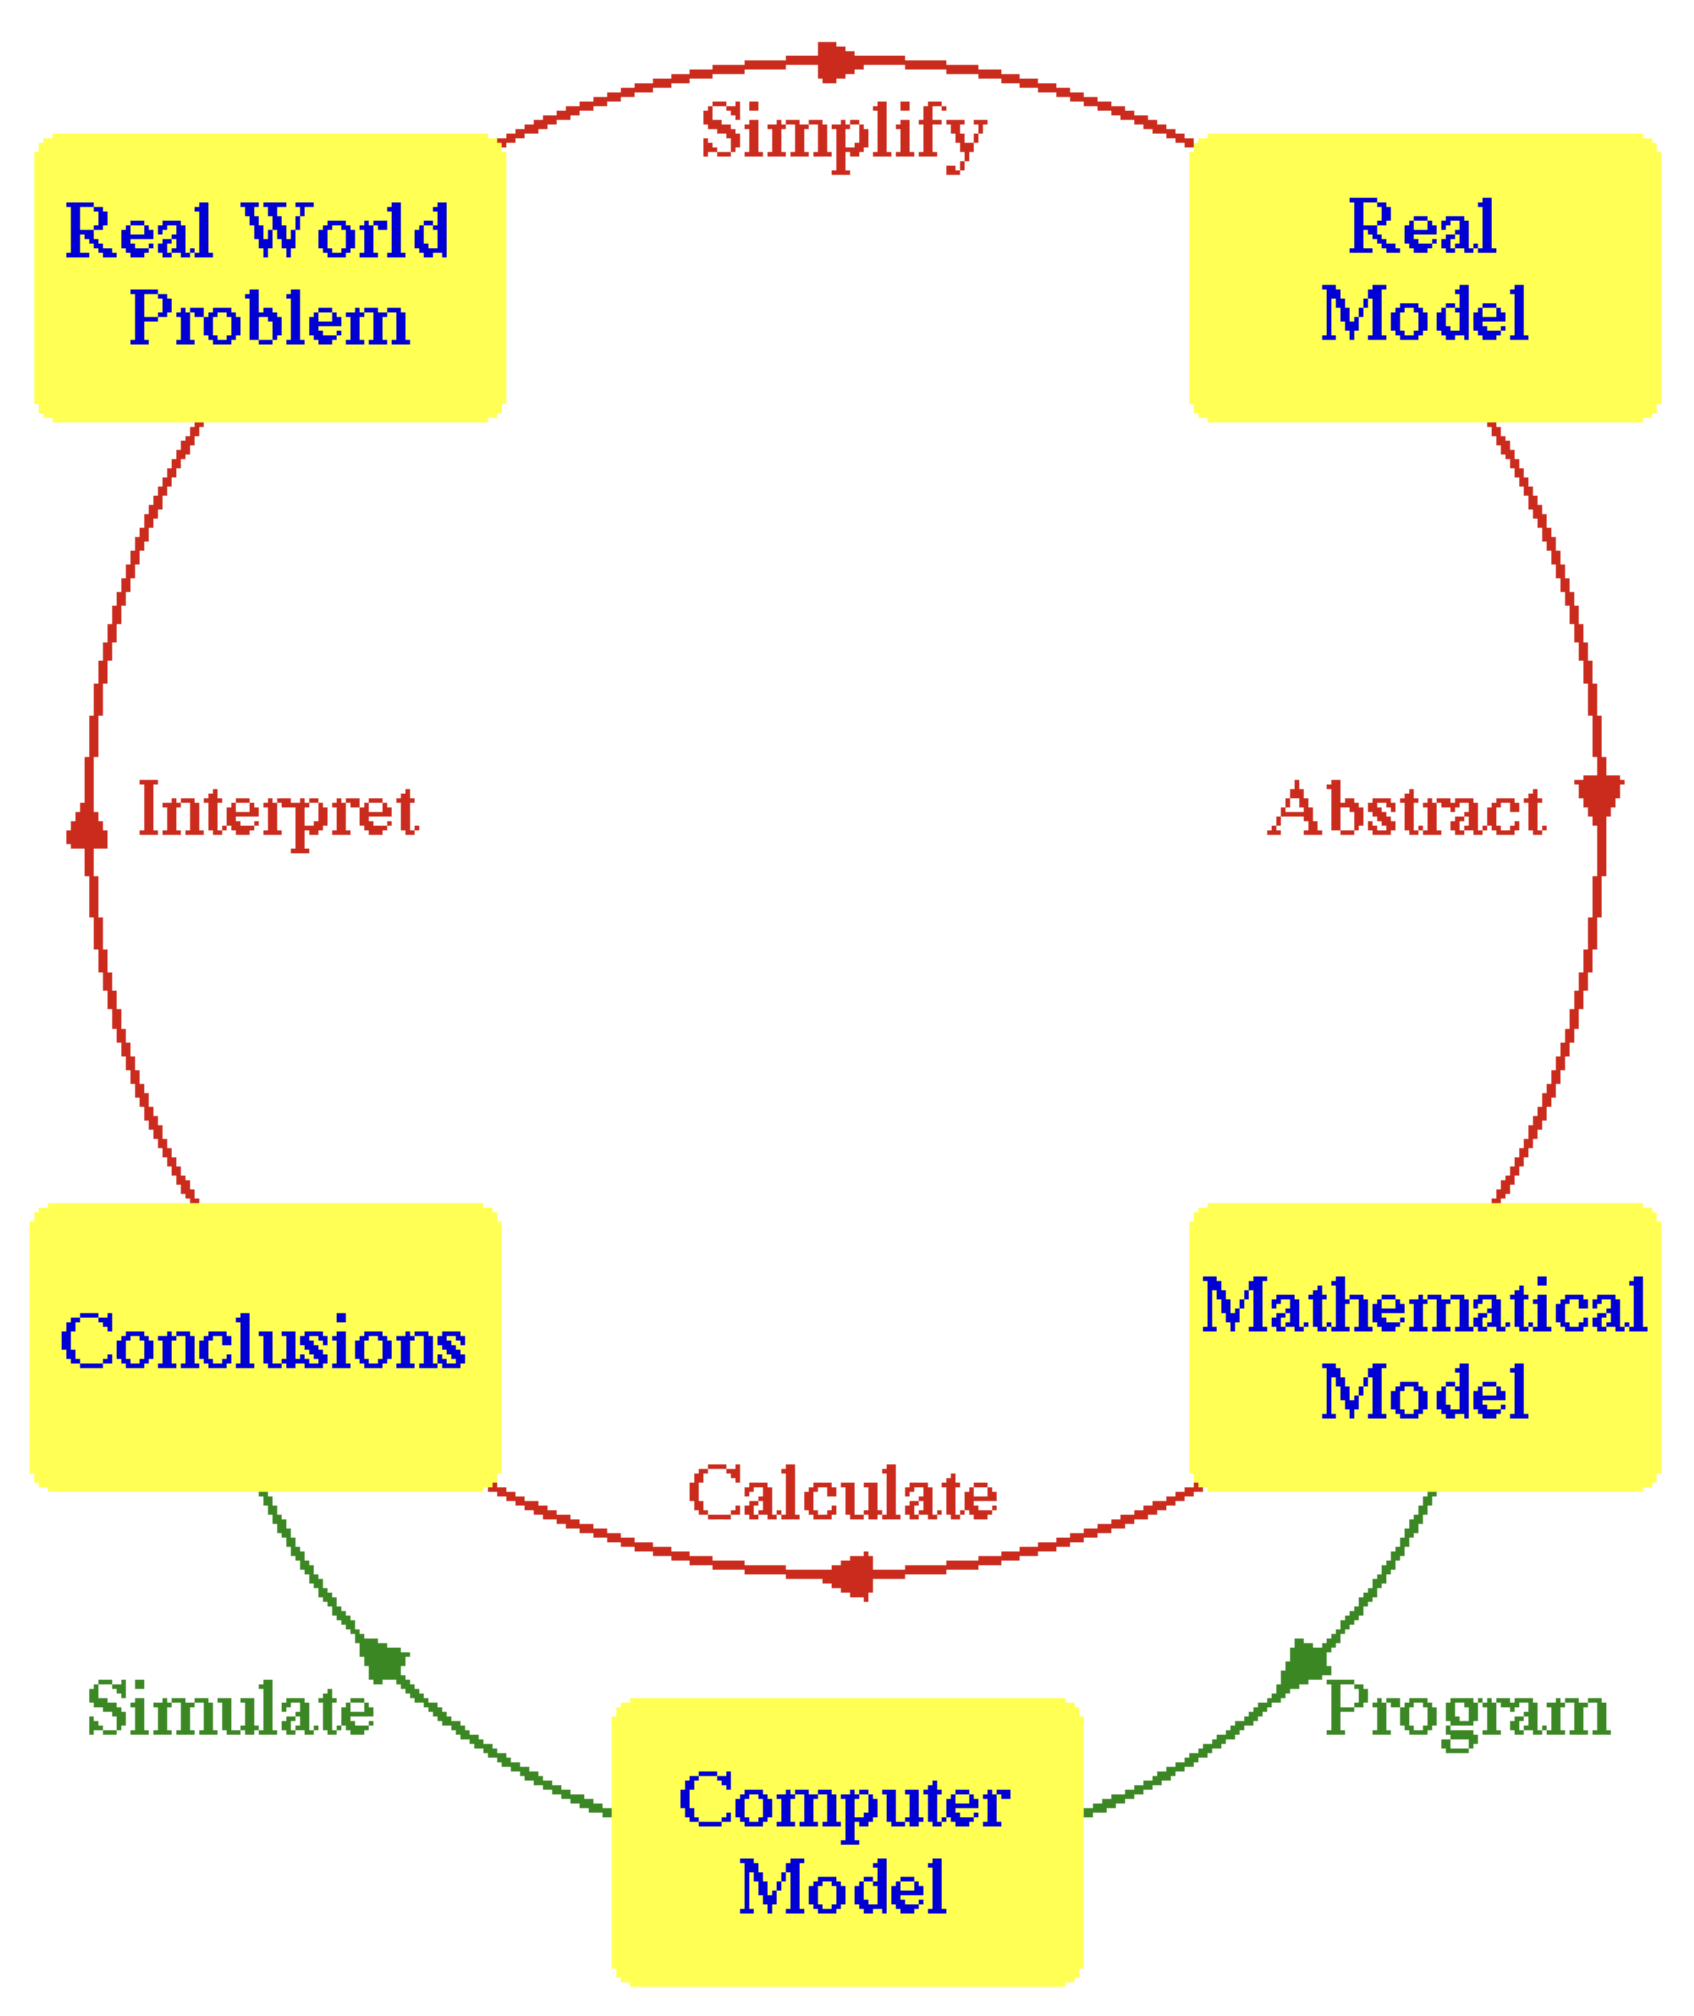 Simplify
Real World
Problem
Real
Model
Interpret
Abstract
Conclusions
Mathematical
Model
Calculate
Simulate
Program
Computer
Model